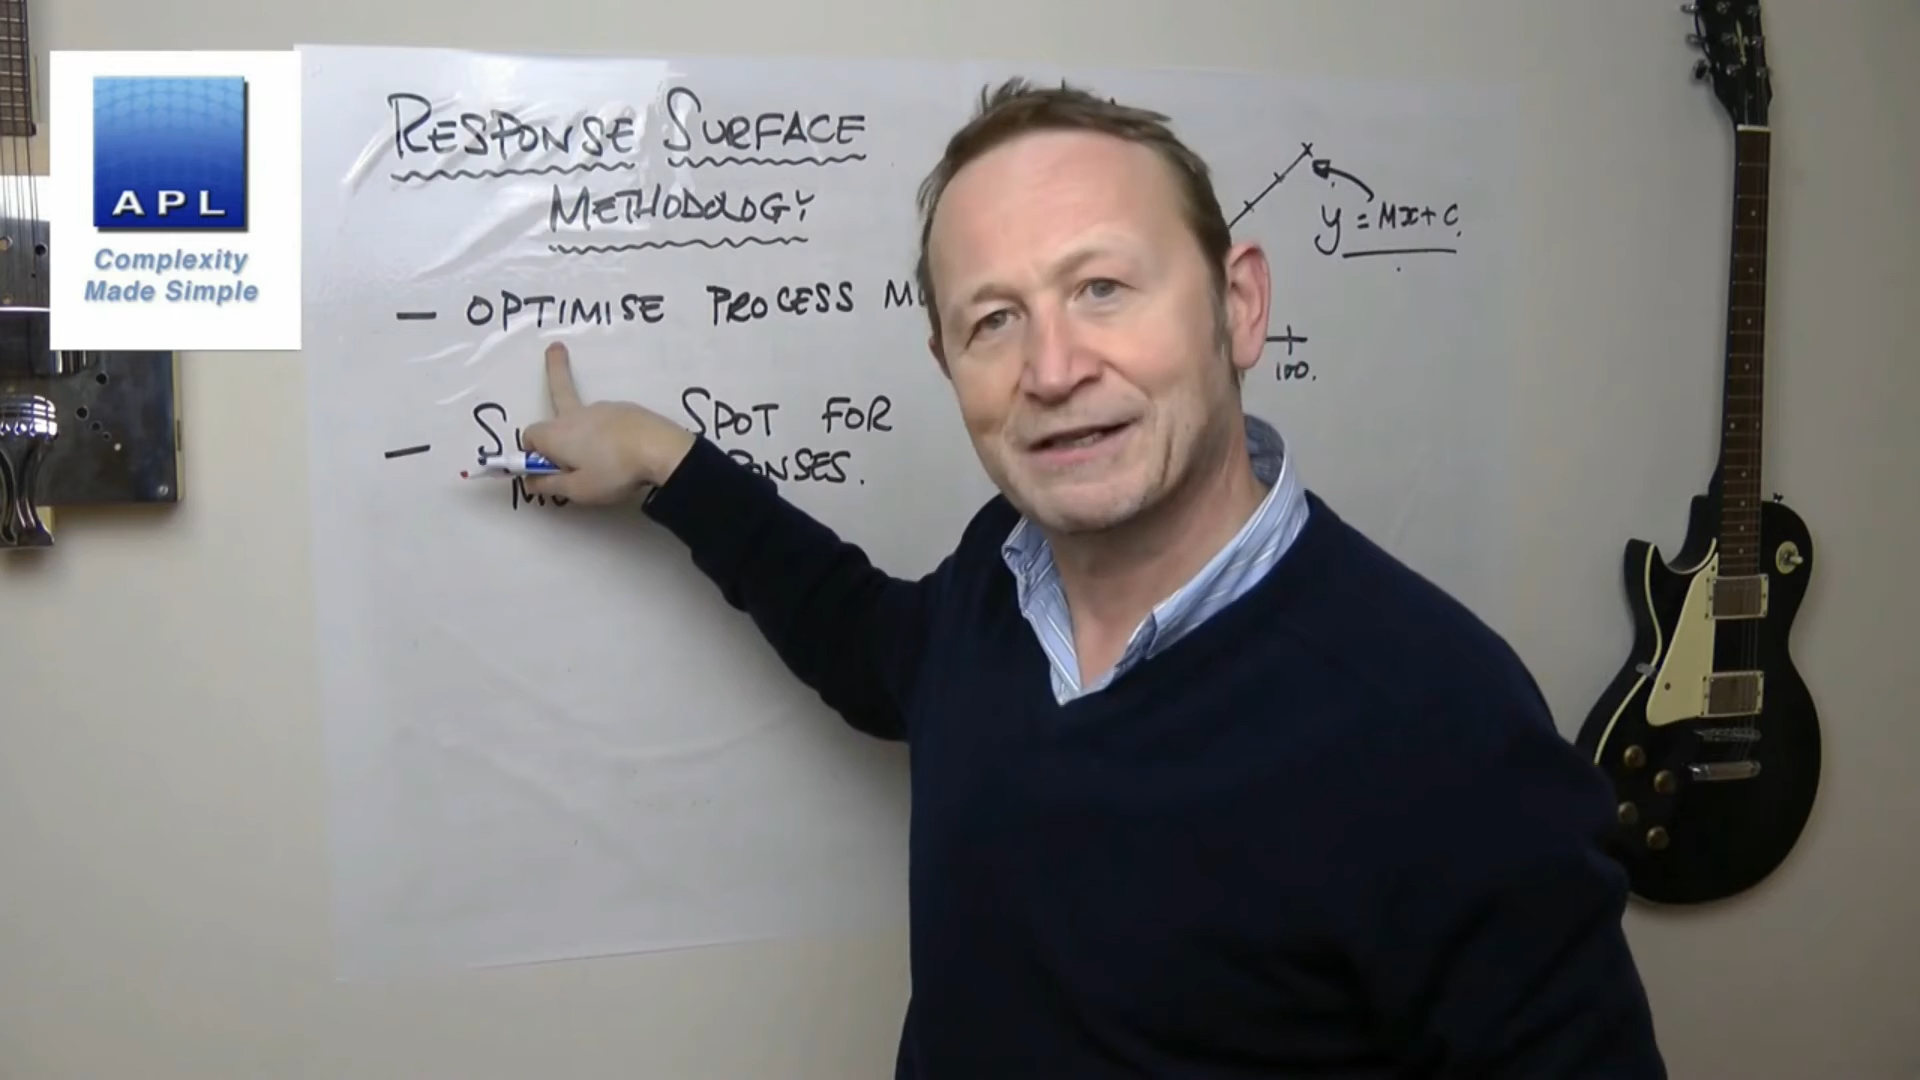 APL
Complexity
Made Simple
RESPONSE SURFACE
METHODOLOGY
- OPTIMISE PROCESS
- SPOT FOR
y = Mx + C
100.